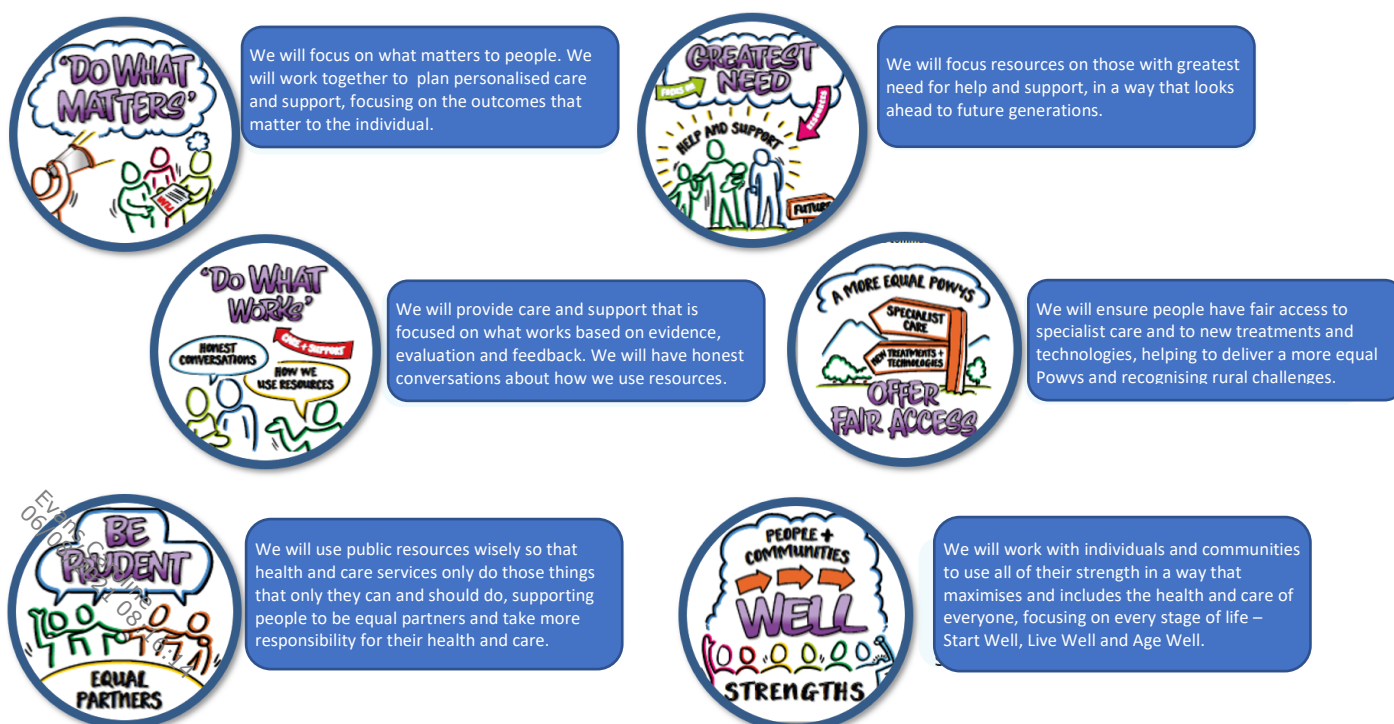 'DO WHAT
MATTERS'
PLAN
We will focus on what matters to people. We
will work together to plan personalised care
and support, focusing on the outcomes that
matter to the individual.
GREATEST
NEED
FOCUS ON
RESOURCES
HELP AND SUPPORT
FUTURE
We will focus resources on those with greatest
need for help and support, in a way that looks
ahead to future generations.
'DO WHAT
WORKS'
CARE + SUPPORT
HONEST
CONVERSATIONS
HOW WE
USE RESOURCES
We will provide care and support that is
focused on what works based on evidence,
evaluation and feedback. We will have honest
conversations about how we use resources.
A MORE EQUAL POWYS
SPECIALIST
CARE
NEW TREATMENTS +
TECHNOLOGIES
OFFER
FAIR ACCESS
We will ensure people have fair access to
specialist care and to new treatments and
technologies, helping to deliver a more equal
Powys and recognising rural challenges.
BE
PRUDENT
EQUAL
PARTNERS
We will use public resources wisely so that
health and care services only do those things
that only they can and should do, supporting
people to be equal partners and take more
responsibility for their health and care.
PEOPLE +
COMMUNITIES
WELL
STRENGTHS
We will work with individuals and communities
to use all of their strength in a way that
maximises and includes the health and care of
everyone, focusing on every stage of life –
Start Well, Live Well and Age Well.